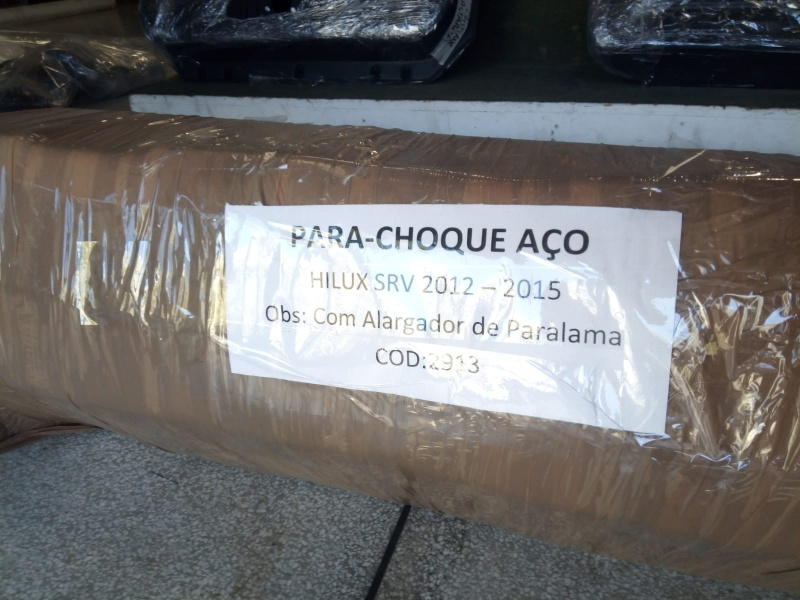 PARA-CHOQUE AÇO
HILUX SRV 2012 – 2015
Obs: Com Alargador de Paralama
COD:2913